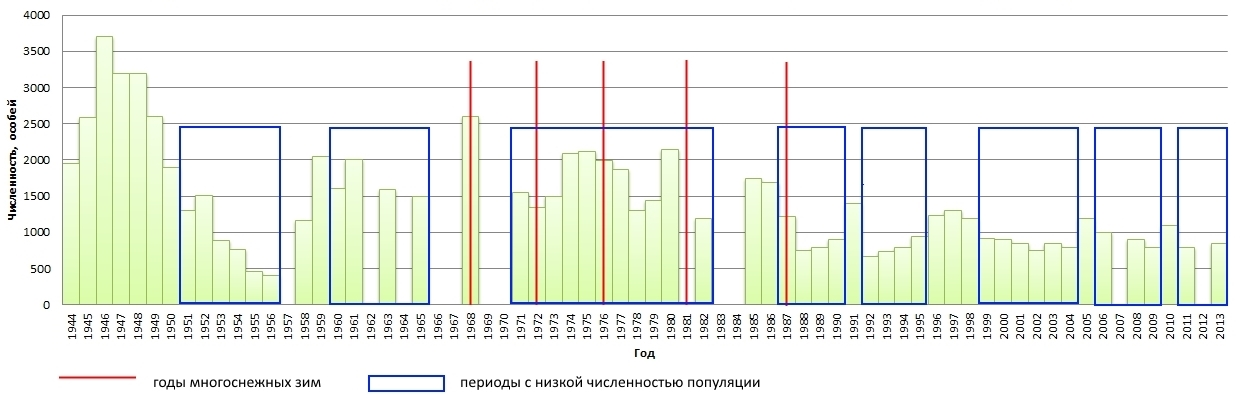 4000
3500
3000
2500
2000
1500
1000
500
0
Численность, особей
1944 1945 1946 1947 1948 1949 1950 1951 1952 1953 1954 1955 1956 1957 1958 1959 1960 1961 1962 1963 1964 1965 1966 1967 1968 1969 1970 1971 1972 1973 1974 1975 1976 1977 1978 1979 1980 1981 1982 1983 1984 1985 1986 1987 1988 1989 1990 1991 1992 1993 1994 1995 1996 1997 1998 1999 2000 2001 2002 2003 2004 2005 2006 2007 2008 2009 2010 2011 2012 2013
Год
годы многоснежных зим
периоды с низкой численностью популяции